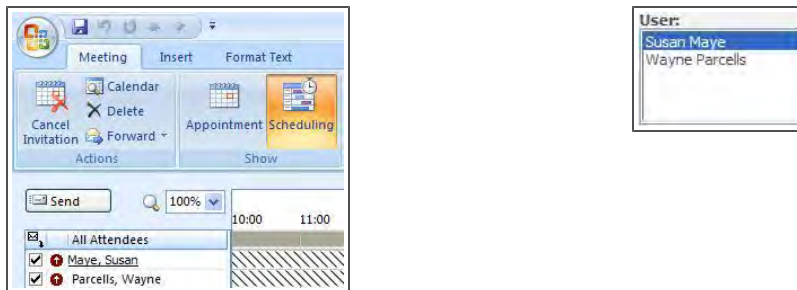 Meeting Insert Format Text
Cancel Invitation
Calendar
Delete
Forward
Actions
Appointment
Scheduling
Show
Send
100%
10:00 11:00
All Attendees
Maye, Susan
Parcells, Wayne
User:
Susan Maye
Wayne Parcells